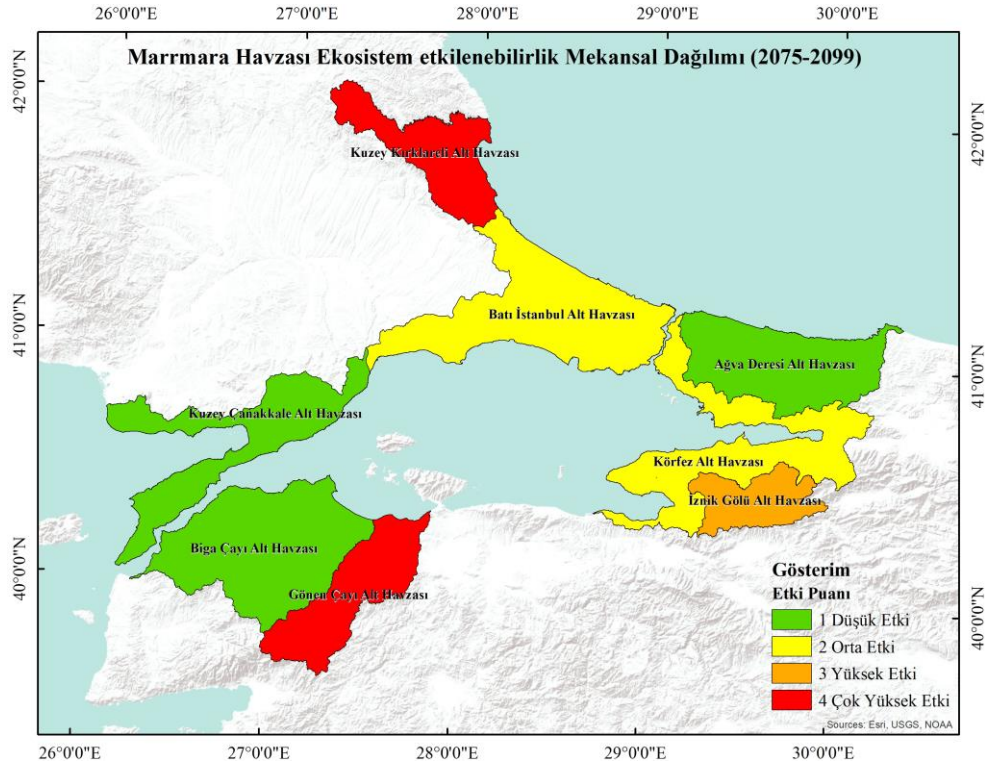 26°0'0"E 27°0'0"E 28°0'0"E 29°0'0"E 30°0'0"E
Marrmara Havzası Ekosistem etkilenebilirlik Mekansal Dağılımı (2075-2099)
42°0'0"N
42°0'0"N
Kuzey Kırklareli Alt Havzası
Batı İstanbul Alt Havzası
41°0'0"N
Ağva Deresi Alt Havzası
41°0'0"N
Kuzey Çanakkale Alt Havzası
Körfez Alt Havzası
İznik Gölü Alt Havzası
Biga Çayı Alt Havzası
40°0'0"N
Gönen Çayı Alt Havzası
40°0'0"N
Gösterim
Etki Puanı
1 Düşük Etki
2 Orta Etki
3 Yüksek Etki
4 Çok Yüksek Etki
Sources: Esri, USGS, NOAA
26°0'0"E 27°0'0"E 28°0'0"E 29°0'0"E 30°0'0"E